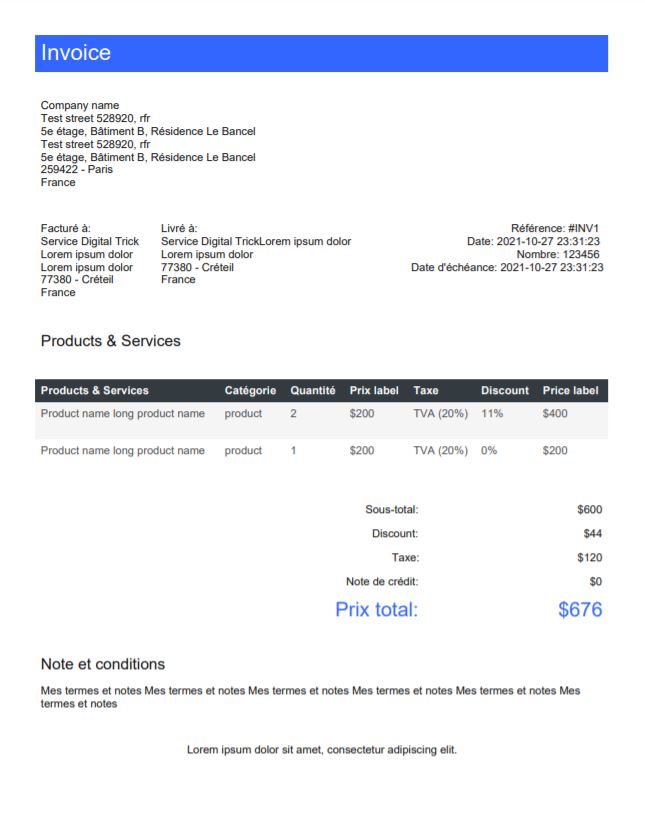 Invoice
Company name
Test street 528920, rfr
5e étage, Bâtiment B, Résidence Le Bancel
Test street 528920, rfr
5e étage, Bâtiment B, Résidence Le Bancel
259422 - Paris
France
Facturé à:
Service Digital Trick
Lorem ipsum dolor
Lorem ipsum dolor
77380 - Créteil
France
Livré à:
Service Digital TrickLorem ipsum dolor
Lorem ipsum dolor
77380 - Créteil
France
Référence: #INV1
Date: 2021-10-27 23:31:23
Nombre: 123456
Date d'échéance: 2021-10-27 23:31:23
Products & Services
Products & Services Catégorie Quantité Prix label Taxe Discount Price label
Product name long product name product 2 $200 TVA (20%) 11% $400
Product name long product name product 1 $200 TVA (20%) 0% $200
Sous-total: $600
Discount: $44
Taxe: $120
Note de crédit: $0
Prix total: $676
Note et conditions
Mes termes et notes Mes termes et notes Mes termes et notes Mes termes et notes Mes termes et notes Mes
termes et notes
Lorem ipsum dolor sit amet, consectetur adipiscing elit.